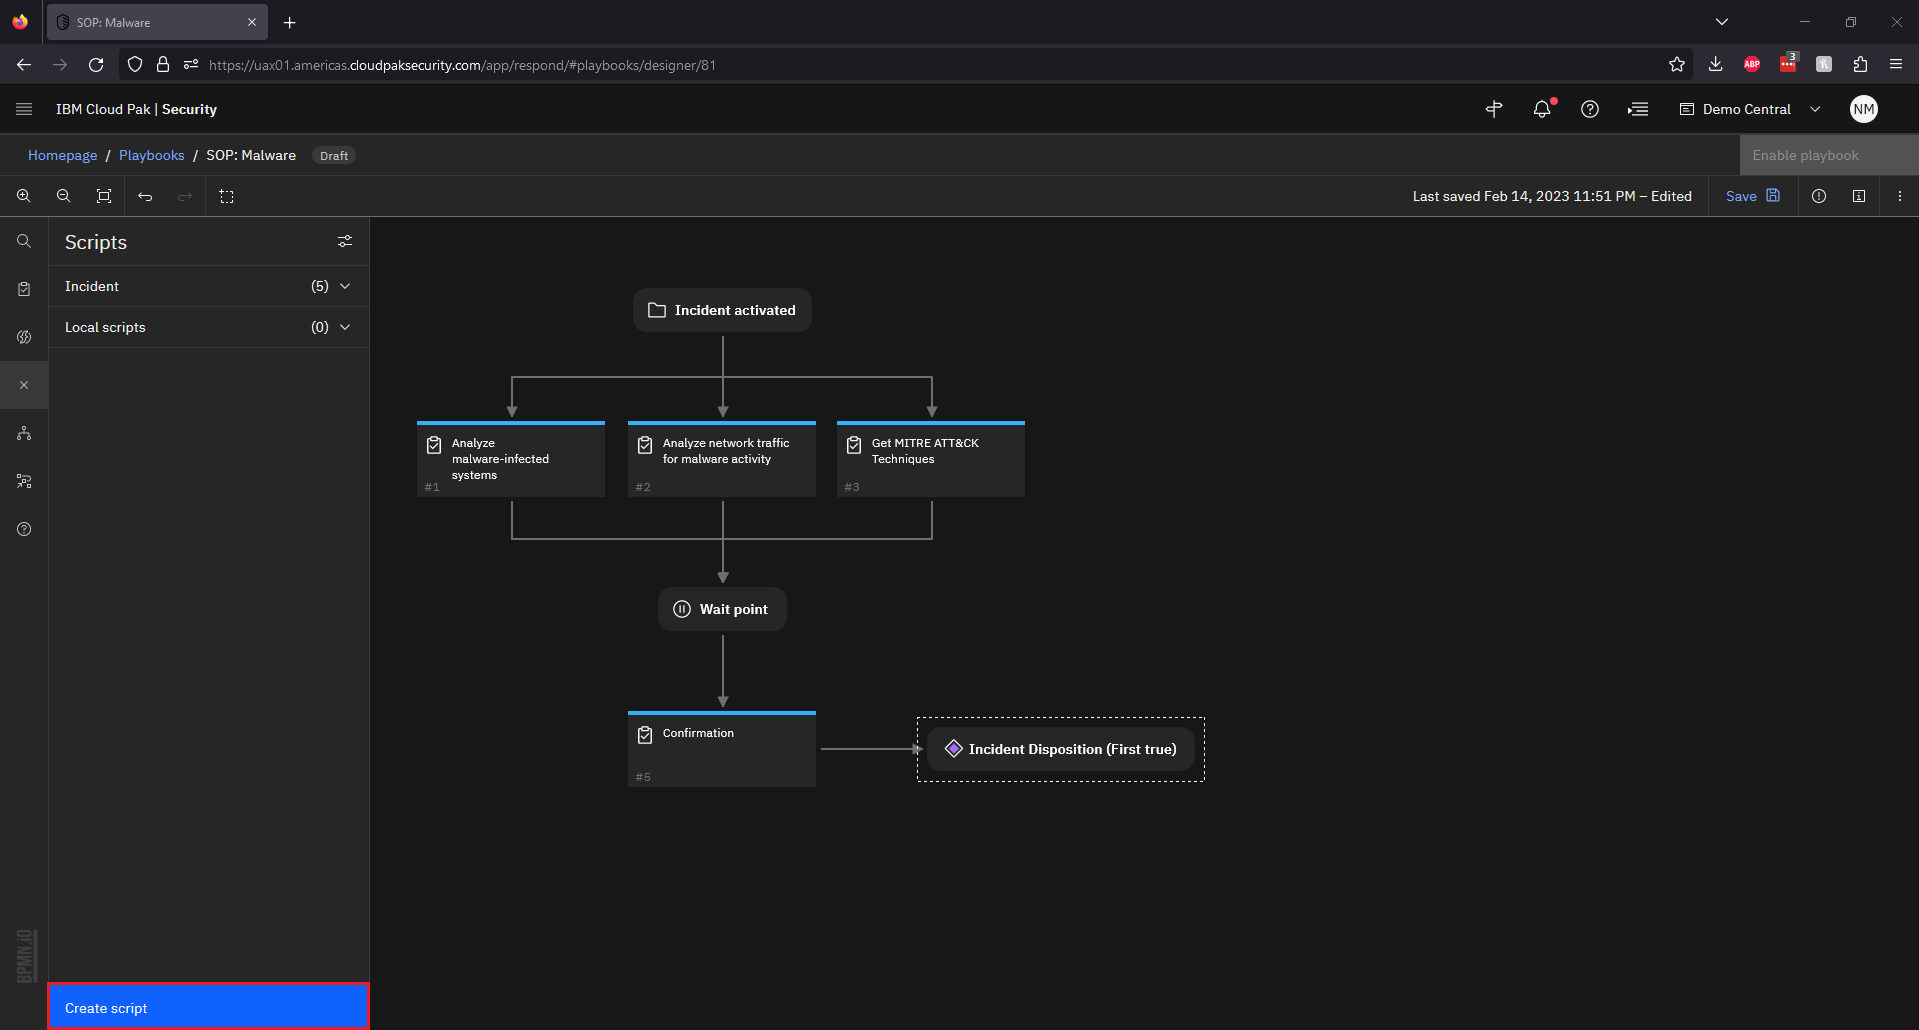 SOP: Malware
https://uax01.americas.cloudpaksecurity.com/app/respond/#playbooks/designer/81
ABP
3
IBM Cloud Pak | Security
Demo Central
NM
Homepage / Playbooks / SOP: Malware Draft
Enable playbook
Last saved Feb 14, 2023 11:51 PM – Edited
Save
Scripts
Incident (5)
Local scripts (0)
Incident activated
Analyze
malware-infected
systems
#1
Analyze network traffic
for malware activity
#2
Get MITRE ATT&CK
Techniques
#3
Wait point
Confirmation
#5
Incident Disposition (First true)
BPMN.iO
Create script